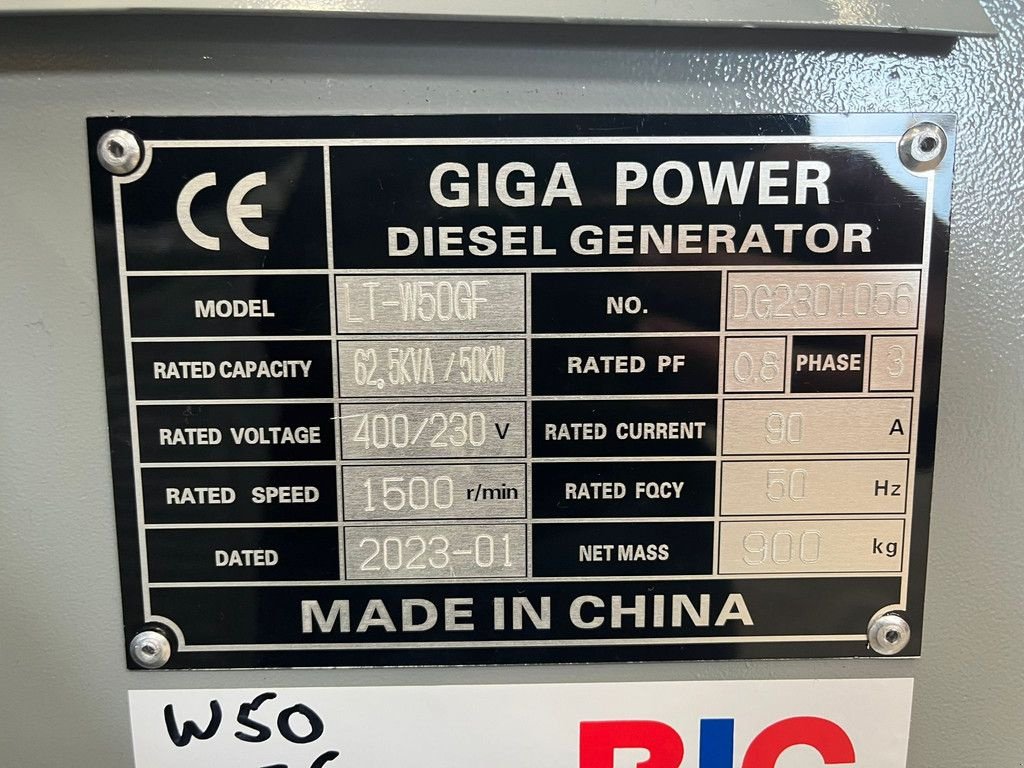 CE
GIGA POWER
DIESEL GENERATOR
MODEL LT-W50GF NO. DG2301056
RATED CAPACITY 62.5KVA / 50KW RATED PF 0.8 PHASE 3
RATED VOLTAGE 400/230 V RATED CURRENT 90 A
RATED SPEED 1500 r/min RATED FQCY 50 Hz
DATED 2023-01 NET MASS 900 kg
MADE IN CHINA
W50
BIG